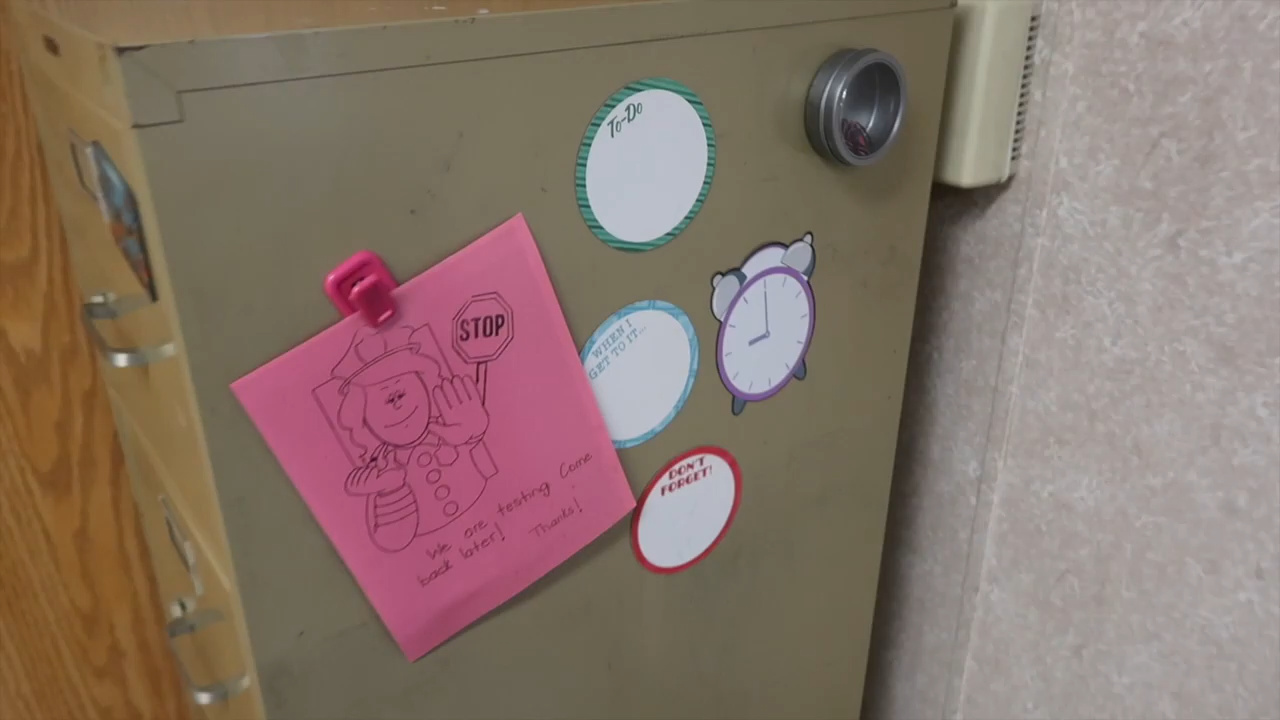 To-Do
STOP
WHEN I
GET TO IT...
DON'T
FORGET!
We are testing Come
back later! Thanks!